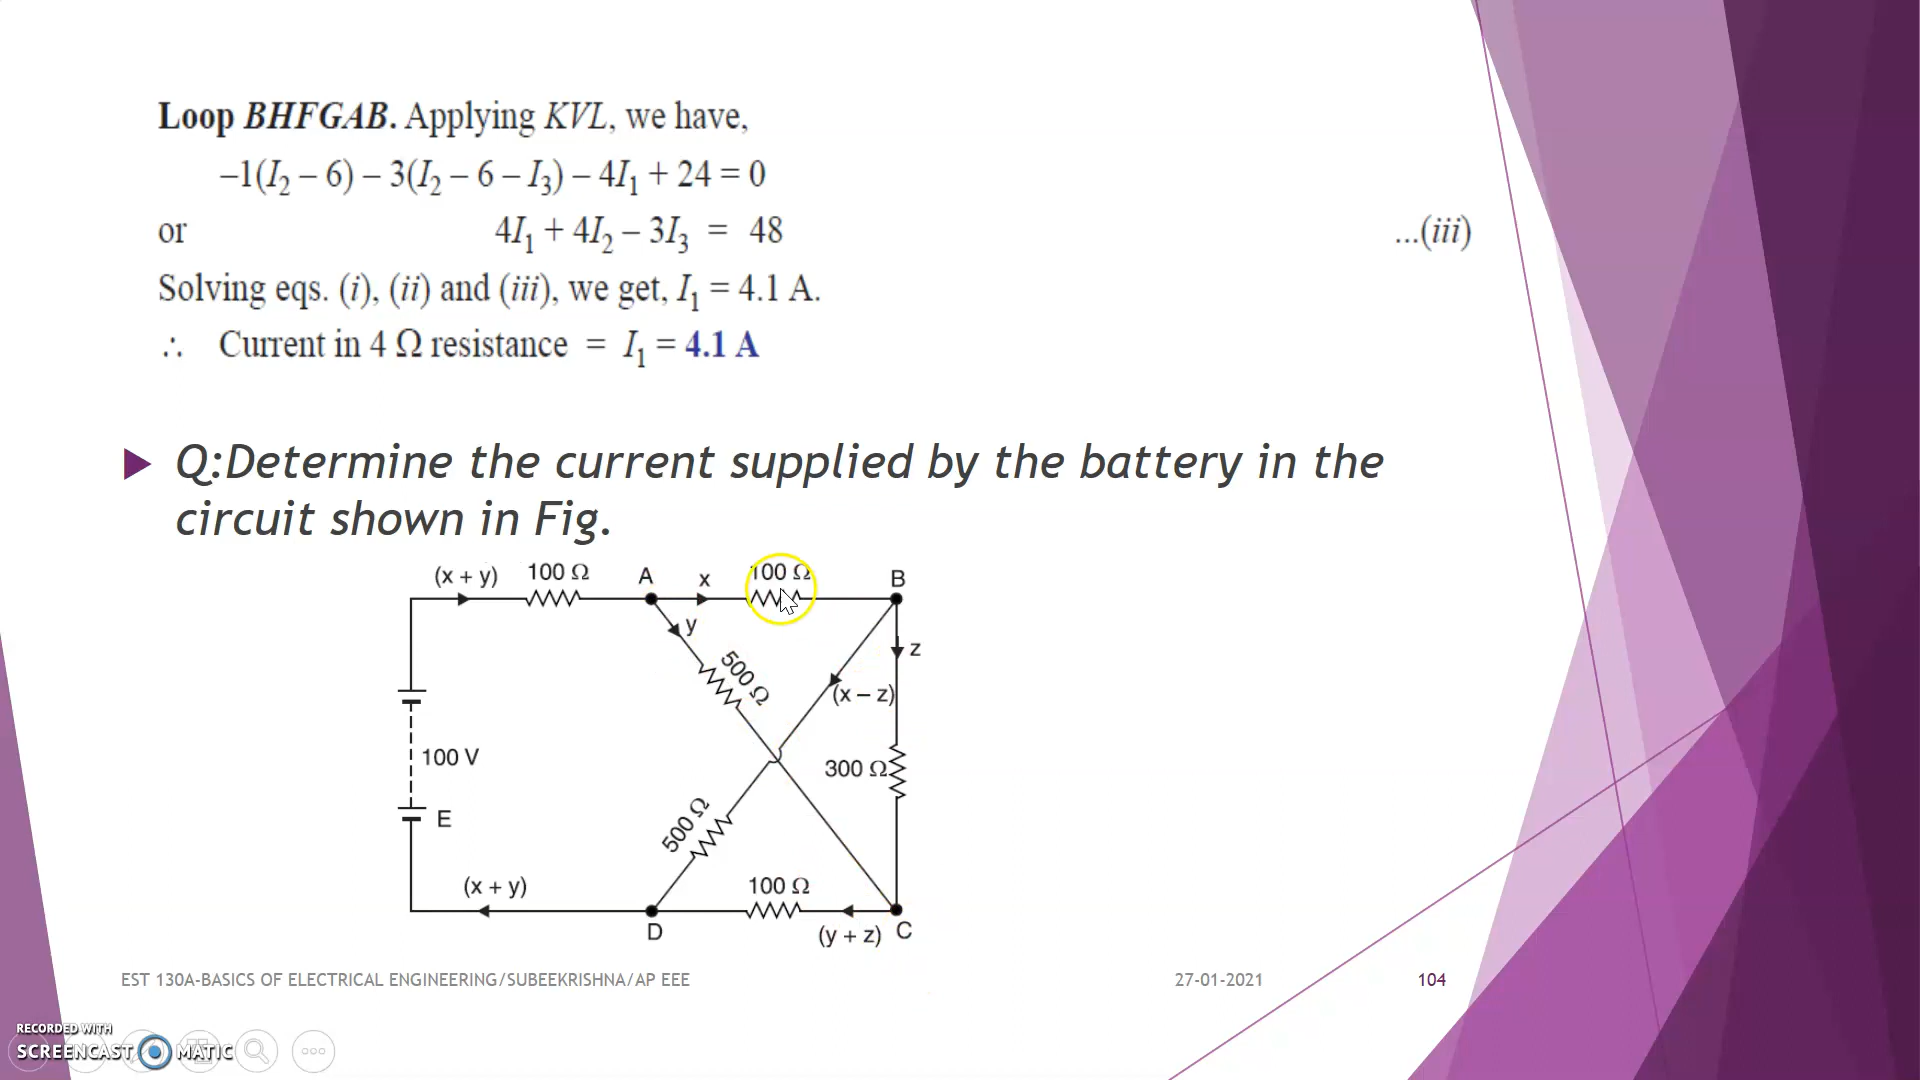 Loop BHFGAB. Applying KVL, we have,
–1(I₂ – 6) – 3(I₂ – 6 – I₃) – 4I₁ + 24 = 0
or 4I₁ + 4I₂ – 3I₃ = 48 ...(iii)
Solving eqs. (i), (ii) and (iii), we get, I₁ = 4.1 A.
∴ Current in 4 Ω resistance = I₁ = 4.1 A
Q:Determine the current supplied by the battery in the
circuit shown in Fig.
(x + y) 100 Ω A x 100 Ω B
y
z
500 Ω
(x – z)
100 V
300 Ω
E
500 Ω
(x + y)
100 Ω
D
(y + z) C
EST 130A-BASICS OF ELECTRICAL ENGINEERING/SUBEEKRISHNA/AP EEE 27-01-2021 104
RECORDED WITH
SCREENCAST MATIC